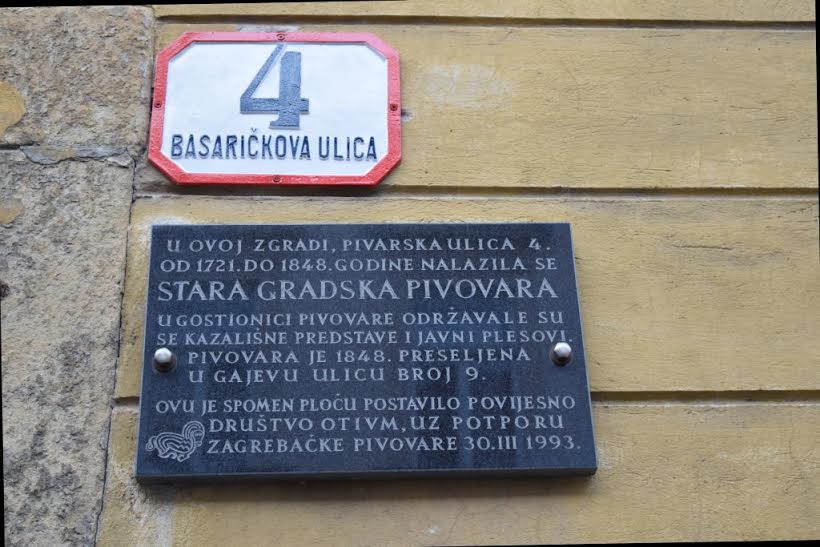 4
BASARIČKOVA ULICA
U OVOJ ZGRADI, PIVARSKA ULICA 4.
OD 1721. DO 1848. GODINE NALAZILA SE
STARA GRADSKA PIVOVARA
U GOSTIONICI PIVOVARE ODRŽAVALE SU
SE KAZALIŠNE PREDSTAVE I JAVNI PLESOVI.
PIVOVARA JE 1848. PRESELJENA
U GAJEVU ULICU BROJ 9.
OVU JE SPOMEN PLOČU POSTAVILO POVIJESNO
DRUŠTVO OTIVM, UZ POTPORU
ZAGREBAČKE PIVOVARE 30. III 1993.